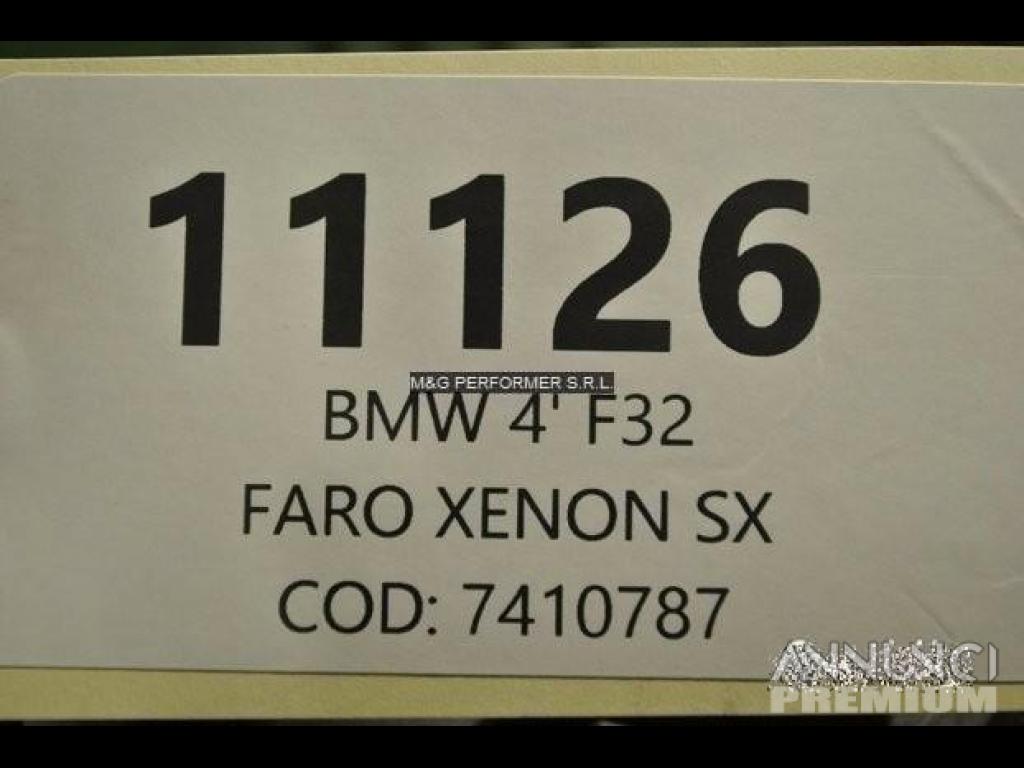 11126
M&G PERFORMER S.R.L.
BMW 4' F32
FARO XENON SX
COD: 7410787
ANNUNCI
PREMIUM